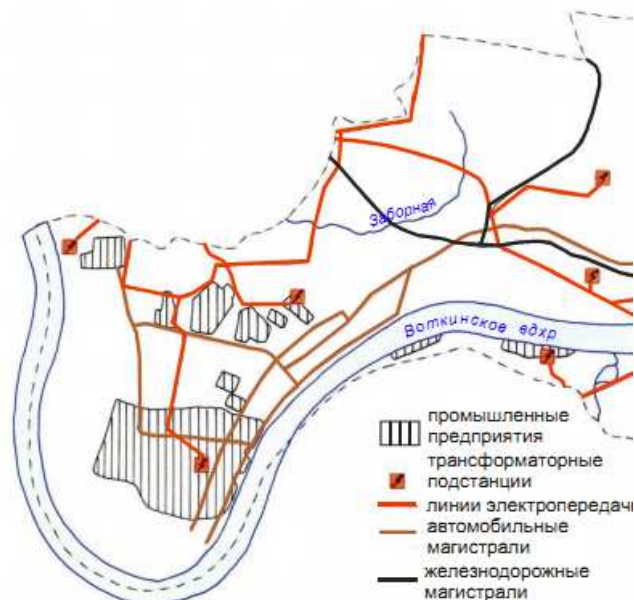 Заборная
Воткинское вдхр
промышленные
предприятия
трансформаторные
подстанции
линии электропередачи
автомобильные
магистрали
железнодорожные
магистрали